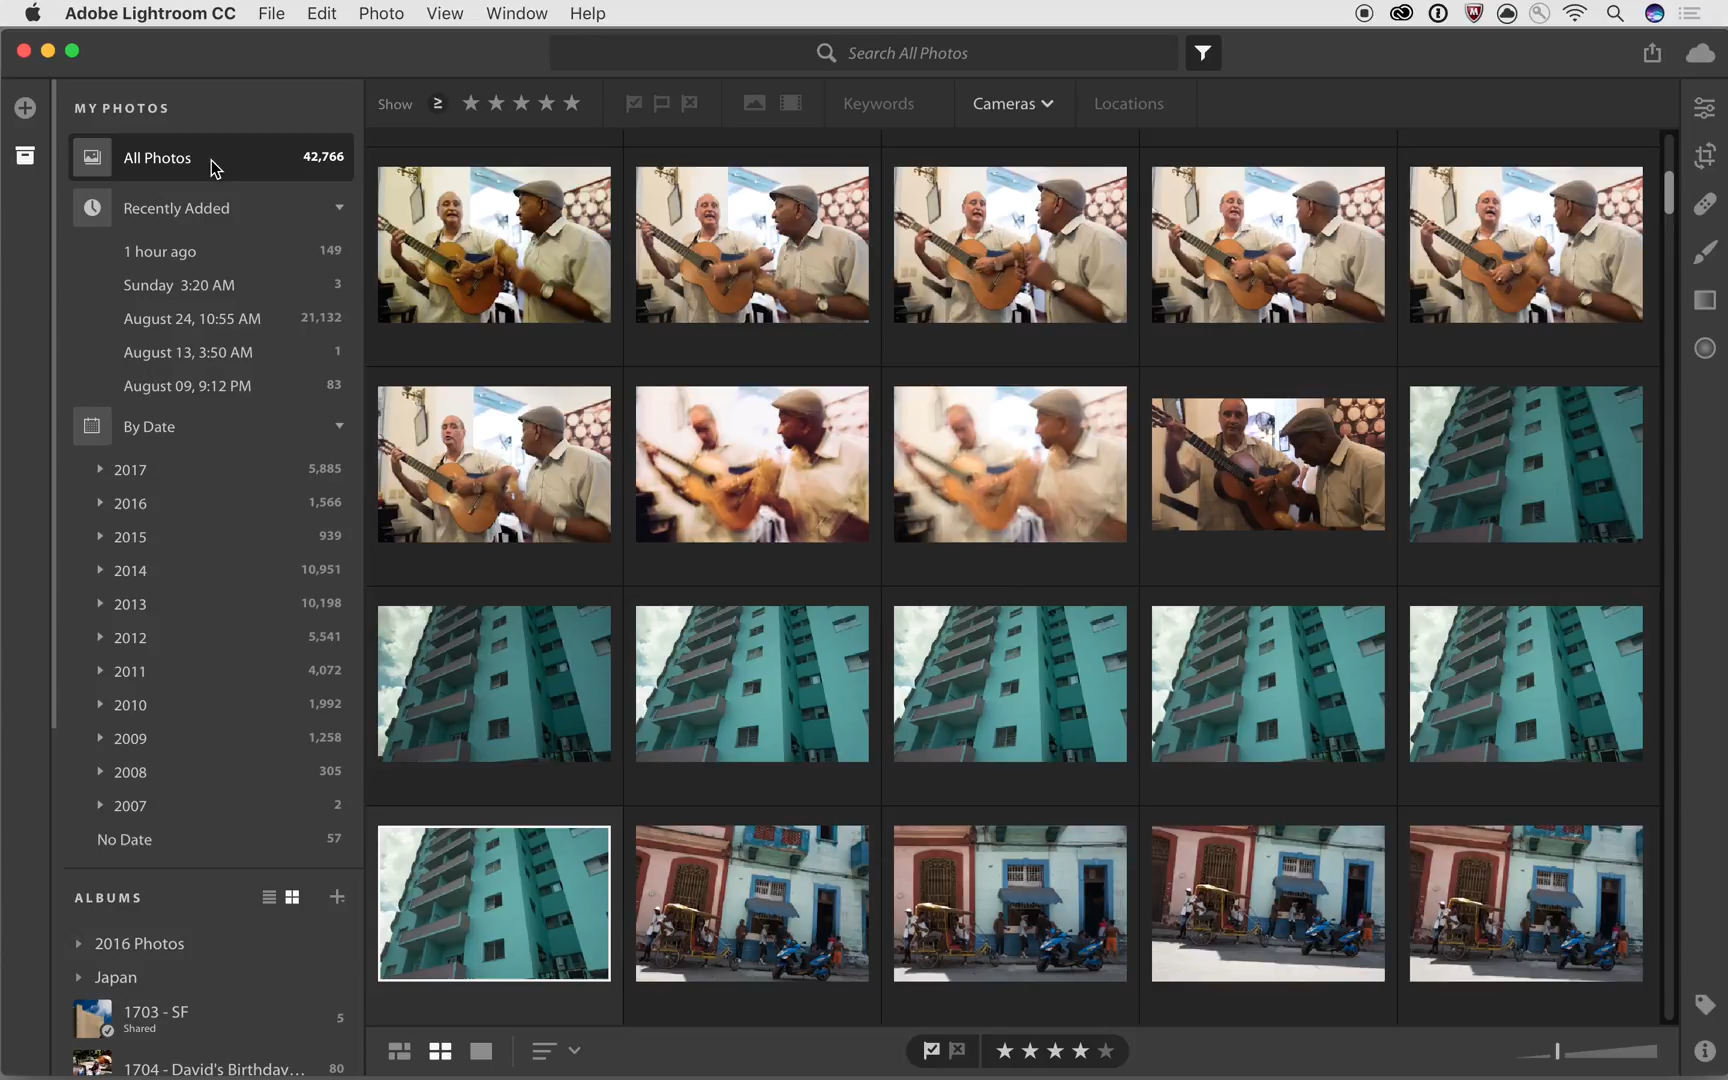 Adobe Lightroom CC File Edit Photo View Window Help
Search All Photos
MY PHOTOS
Show ≥ Keywords Cameras Locations
All Photos 42,766
Recently Added
1 hour ago 149
Sunday 3:20 AM 3
August 24, 10:55 AM 21,132
August 13, 3:50 AM 1
August 09, 9:12 PM 83
By Date
2017 5,885
2016 1,566
2015 939
2014 10,951
2013 10,198
2012 5,541
2011 4,072
2010 1,992
2009 1,258
2008 305
2007 2
No Date 57
ALBUMS
2016 Photos
Japan
1703 - SF 5
Shared
1704 - David's Birthday... 80